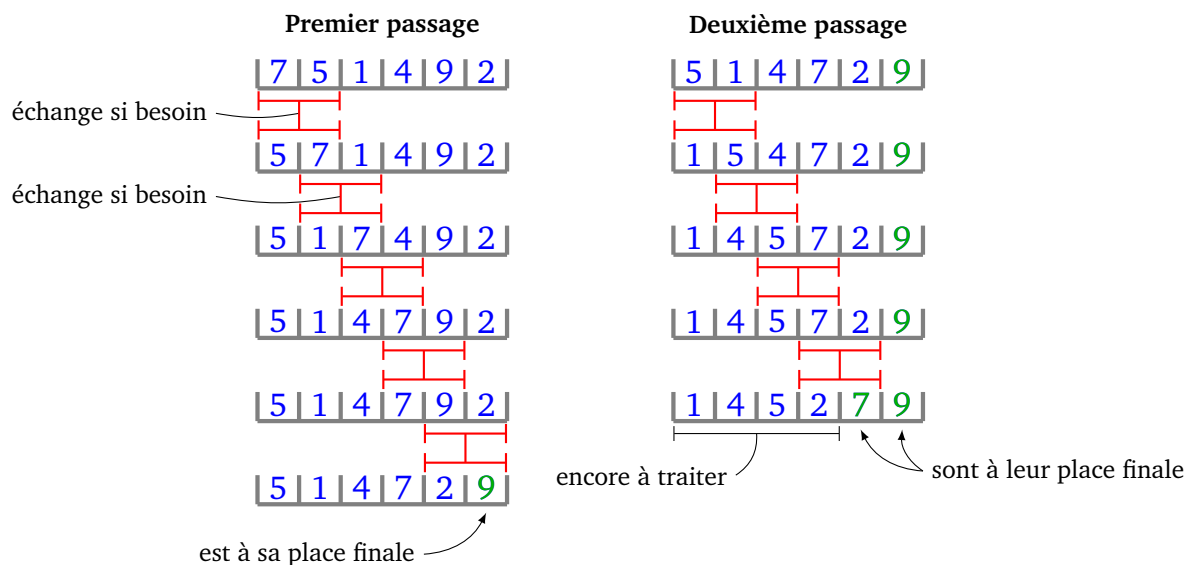 Premier passage
7 5 1 4 9 2
échange si besoin
5 7 1 4 9 2
échange si besoin
5 1 7 4 9 2
5 1 4 7 9 2
5 1 4 7 9 2
5 1 4 7 2 9
est à sa place finale
Deuxième passage
5 1 4 7 2 9
1 5 4 7 2 9
1 4 5 7 2 9
1 4 5 7 2 9
1 4 5 2 7 9
encore à traiter
sont à leur place finale